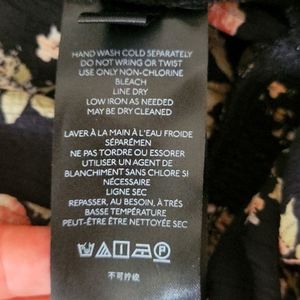 HAND WASH COLD SEPARATELY
DO NOT WRING OR TWIST
USE ONLY NON-CHLORINE
BLEACH
LINE DRY
LOW IRON AS NEEDED
MAY BE DRY CLEANED
LAVER À LA MAIN À L'EAU FROIDE
SÉPARÉMEN
NE PAS TORDRE OU ESSORER
UTILISER UN AGENT DE
BLANCHIMENT SANS CHLORE SI
NÉCESSAIRE
LIGNE SEC
REPASSER, AU BESOIN, À TRÈS
BASSE TEMPÉRATURE
PEUT-ÊTRE ÊTRE NETTOYÉE SEC
不可拧绞